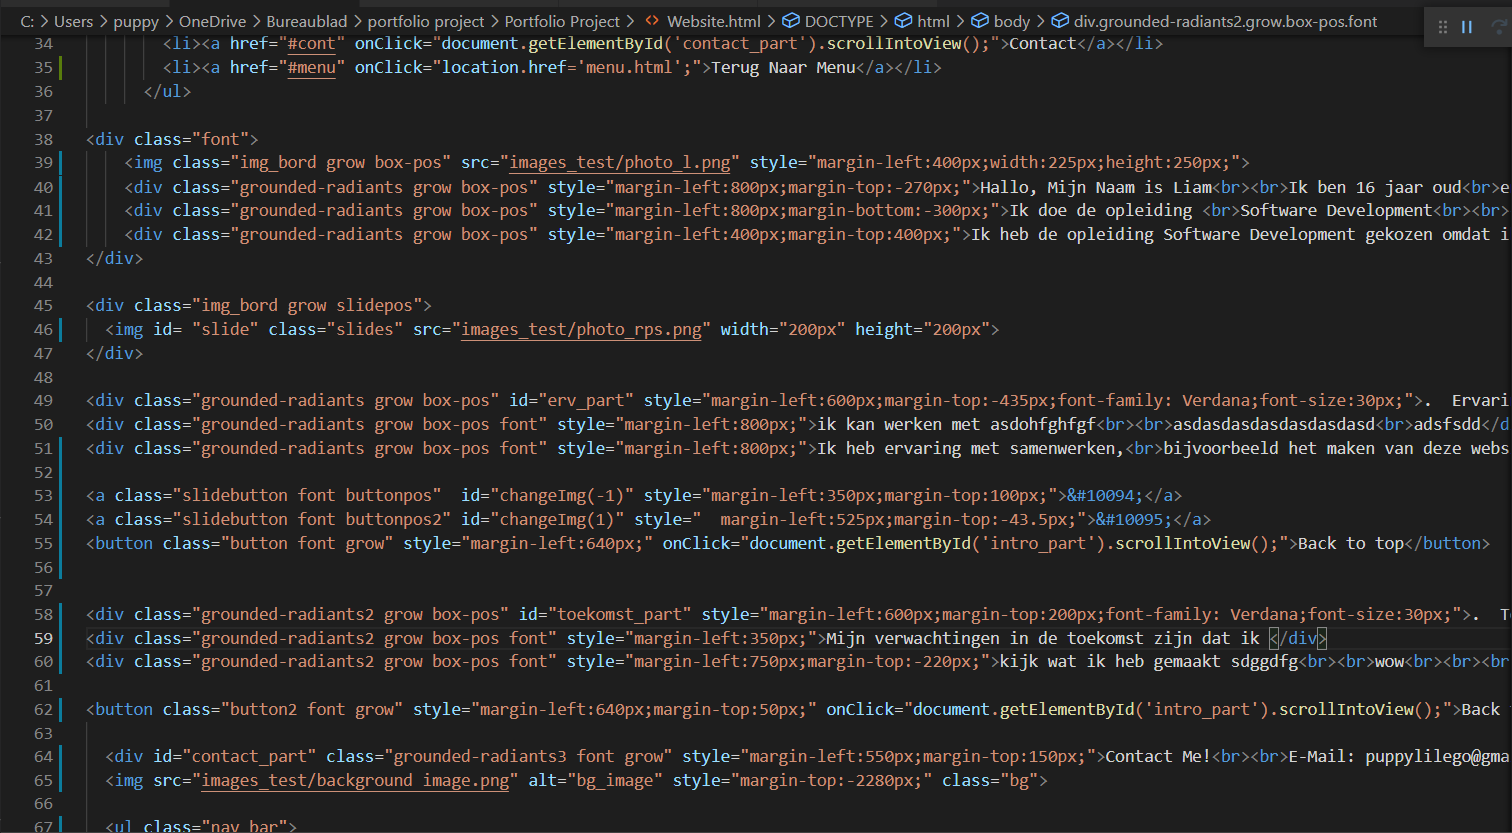 C: > Users > puppy > OneDrive > Bureaublad > portfolio project > Portfolio Project > <> Website.html > DOCTYPE > html > body > div.grounded-radiants2.grow.box-pos.font
34 <li><a href="#cont" onClick="document.getElementById('contact_part').scrollIntoView();">Contact</a></li>
35 <li><a href="#menu" onClick="location.href='menu.html';">Terug Naar Menu</a></li>
36 </ul>
37
38 <div class="font">
39 <img class="img_bord grow box-pos" src="images_test/photo_l.png" style="margin-left:400px;width:225px;height:250px;">
40 <div class="grounded-radiants grow box-pos" style="margin-left:800px;margin-top:-270px;">Hallo, Mijn Naam is Liam<br><br>Ik ben 16 jaar oud<br>e
41 <div class="grounded-radiants grow box-pos" style="margin-left:800px;margin-bottom:-300px;">Ik doe de opleiding <br>Software Development<br><br>
42 <div class="grounded-radiants grow box-pos" style="margin-left:400px;margin-top:400px;">Ik heb de opleiding Software Development gekozen omdat i
43 </div>
44
45 <div class="img_bord grow slidepos">
46 <img id= "slide" class="slides" src="images_test/photo_rps.png" width="200px" height="200px">
47 </div>
48
49 <div class="grounded-radiants grow box-pos" id="erv_part" style="margin-left:600px;margin-top:-435px;font-family: Verdana;font-size:30px;">.  Ervari
50 <div class="grounded-radiants grow box-pos font" style="margin-left:800px;">ik kan werken met asdohfghfgf<br><br>asdasdasdasdasdasdasd<br>adsfsdd</d
51 <div class="grounded-radiants grow box-pos font" style="margin-left:800px;">Ik heb ervaring met samenwerken,<br>bijvoorbeeld het maken van deze webs
52
53 <a class="slidebutton font buttonpos"  id="changeImg(-1)" style="margin-left:350px;margin-top:100px;">&#10094;</a>
54 <a class="slidebutton font buttonpos2" id="changeImg(1)" style="  margin-left:525px;margin-top:-43.5px;">&#10095;</a>
55 <button class="button font grow" style="margin-left:640px;" onClick="document.getElementById('intro_part').scrollIntoView();">Back to top</button>
56
57
58 <div class="grounded-radiants2 grow box-pos" id="toekomst_part" style="margin-left:600px;margin-top:200px;font-family: Verdana;font-size:30px;">.  T
59 <div class="grounded-radiants2 grow box-pos font" style="margin-left:350px;">Mijn verwachtingen in de toekomst zijn dat ik </div>
60 <div class="grounded-radiants2 grow box-pos font" style="margin-left:750px;margin-top:-220px;">kijk wat ik heb gemaakt sdggdfg<br><br>wow<br><br><br
61
62 <button class="button2 font grow" style="margin-left:640px;margin-top:50px;" onClick="document.getElementById('intro_part').scrollIntoView();">Back
63
64 <div id="contact_part" class="grounded-radiants3 font grow" style="margin-left:550px;margin-top:150px;">Contact Me!<br><br>E-Mail: puppylilego@gma
65 <img src="images_test/background image.png" alt="bg_image" style="margin-top:-2280px;" class="bg">
66
67 <ul class="nav_bar">